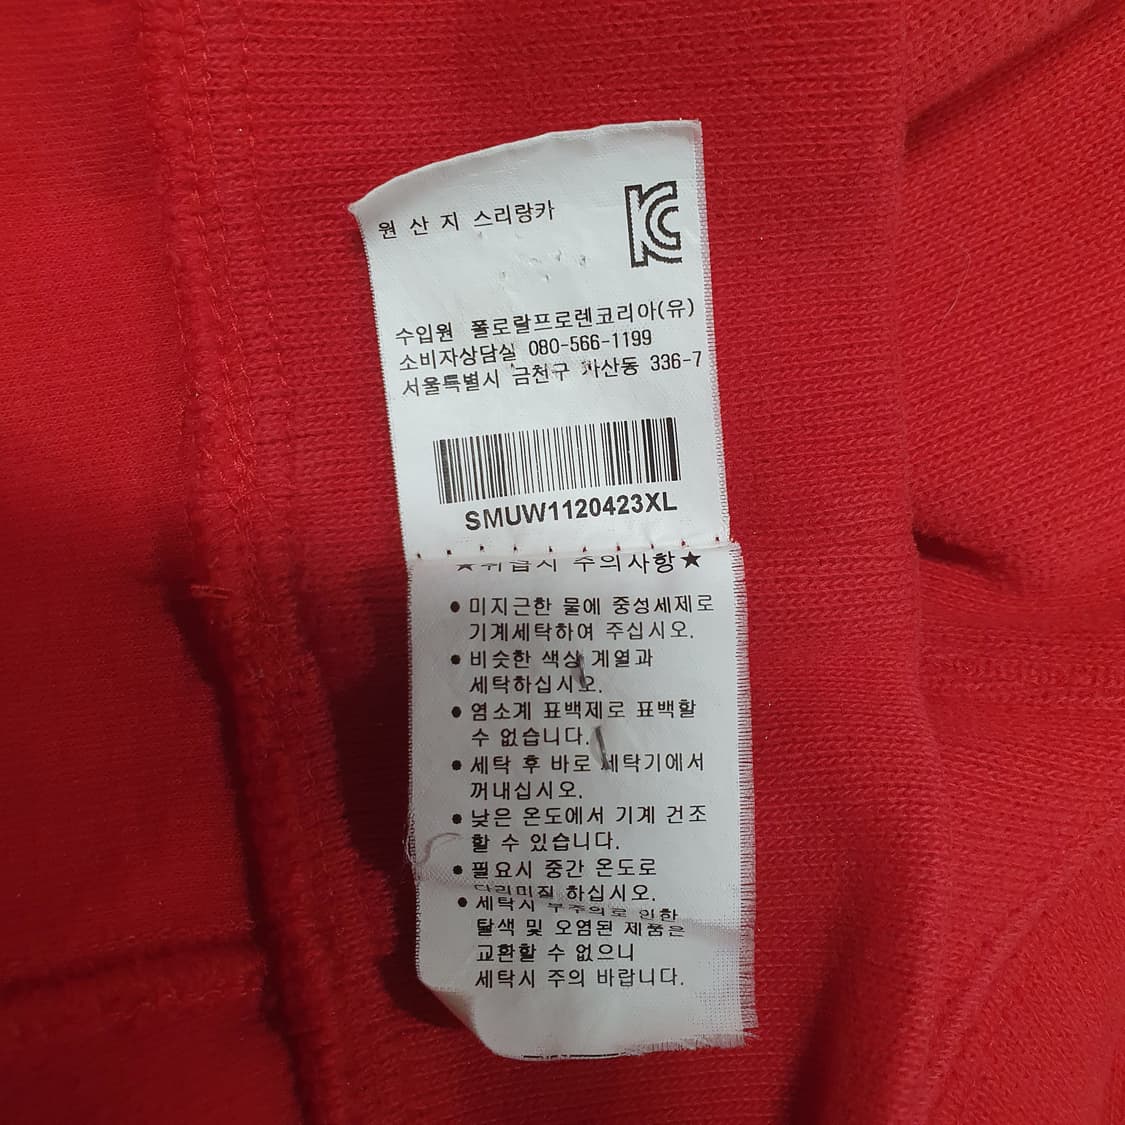 원 산 지 스리랑카
KC
수입원 폴로랄프로렌코리아(유)
소비자상담실 080-566-1199
서울특별시 금천구 가산동 336-7
SMUW1120423XL
★취급시 주의사항★
● 미지근한 물에 중성세제로
기계세탁하여 주십시오.
● 비슷한 색상 계열과
세탁하십시오.
● 염소계 표백제로 표백할
수 없습니다.
● 세탁 후 바로 세탁기에서
꺼내십시오.
● 낮은 온도에서 기계 건조
할 수 있습니다.
● 필요시 중간 온도로
다리미질 하십시오.
● 세탁시 부주의로 인한
탈색 및 오염된 제품은
교환할 수 없으니
세탁시 주의 바랍니다.